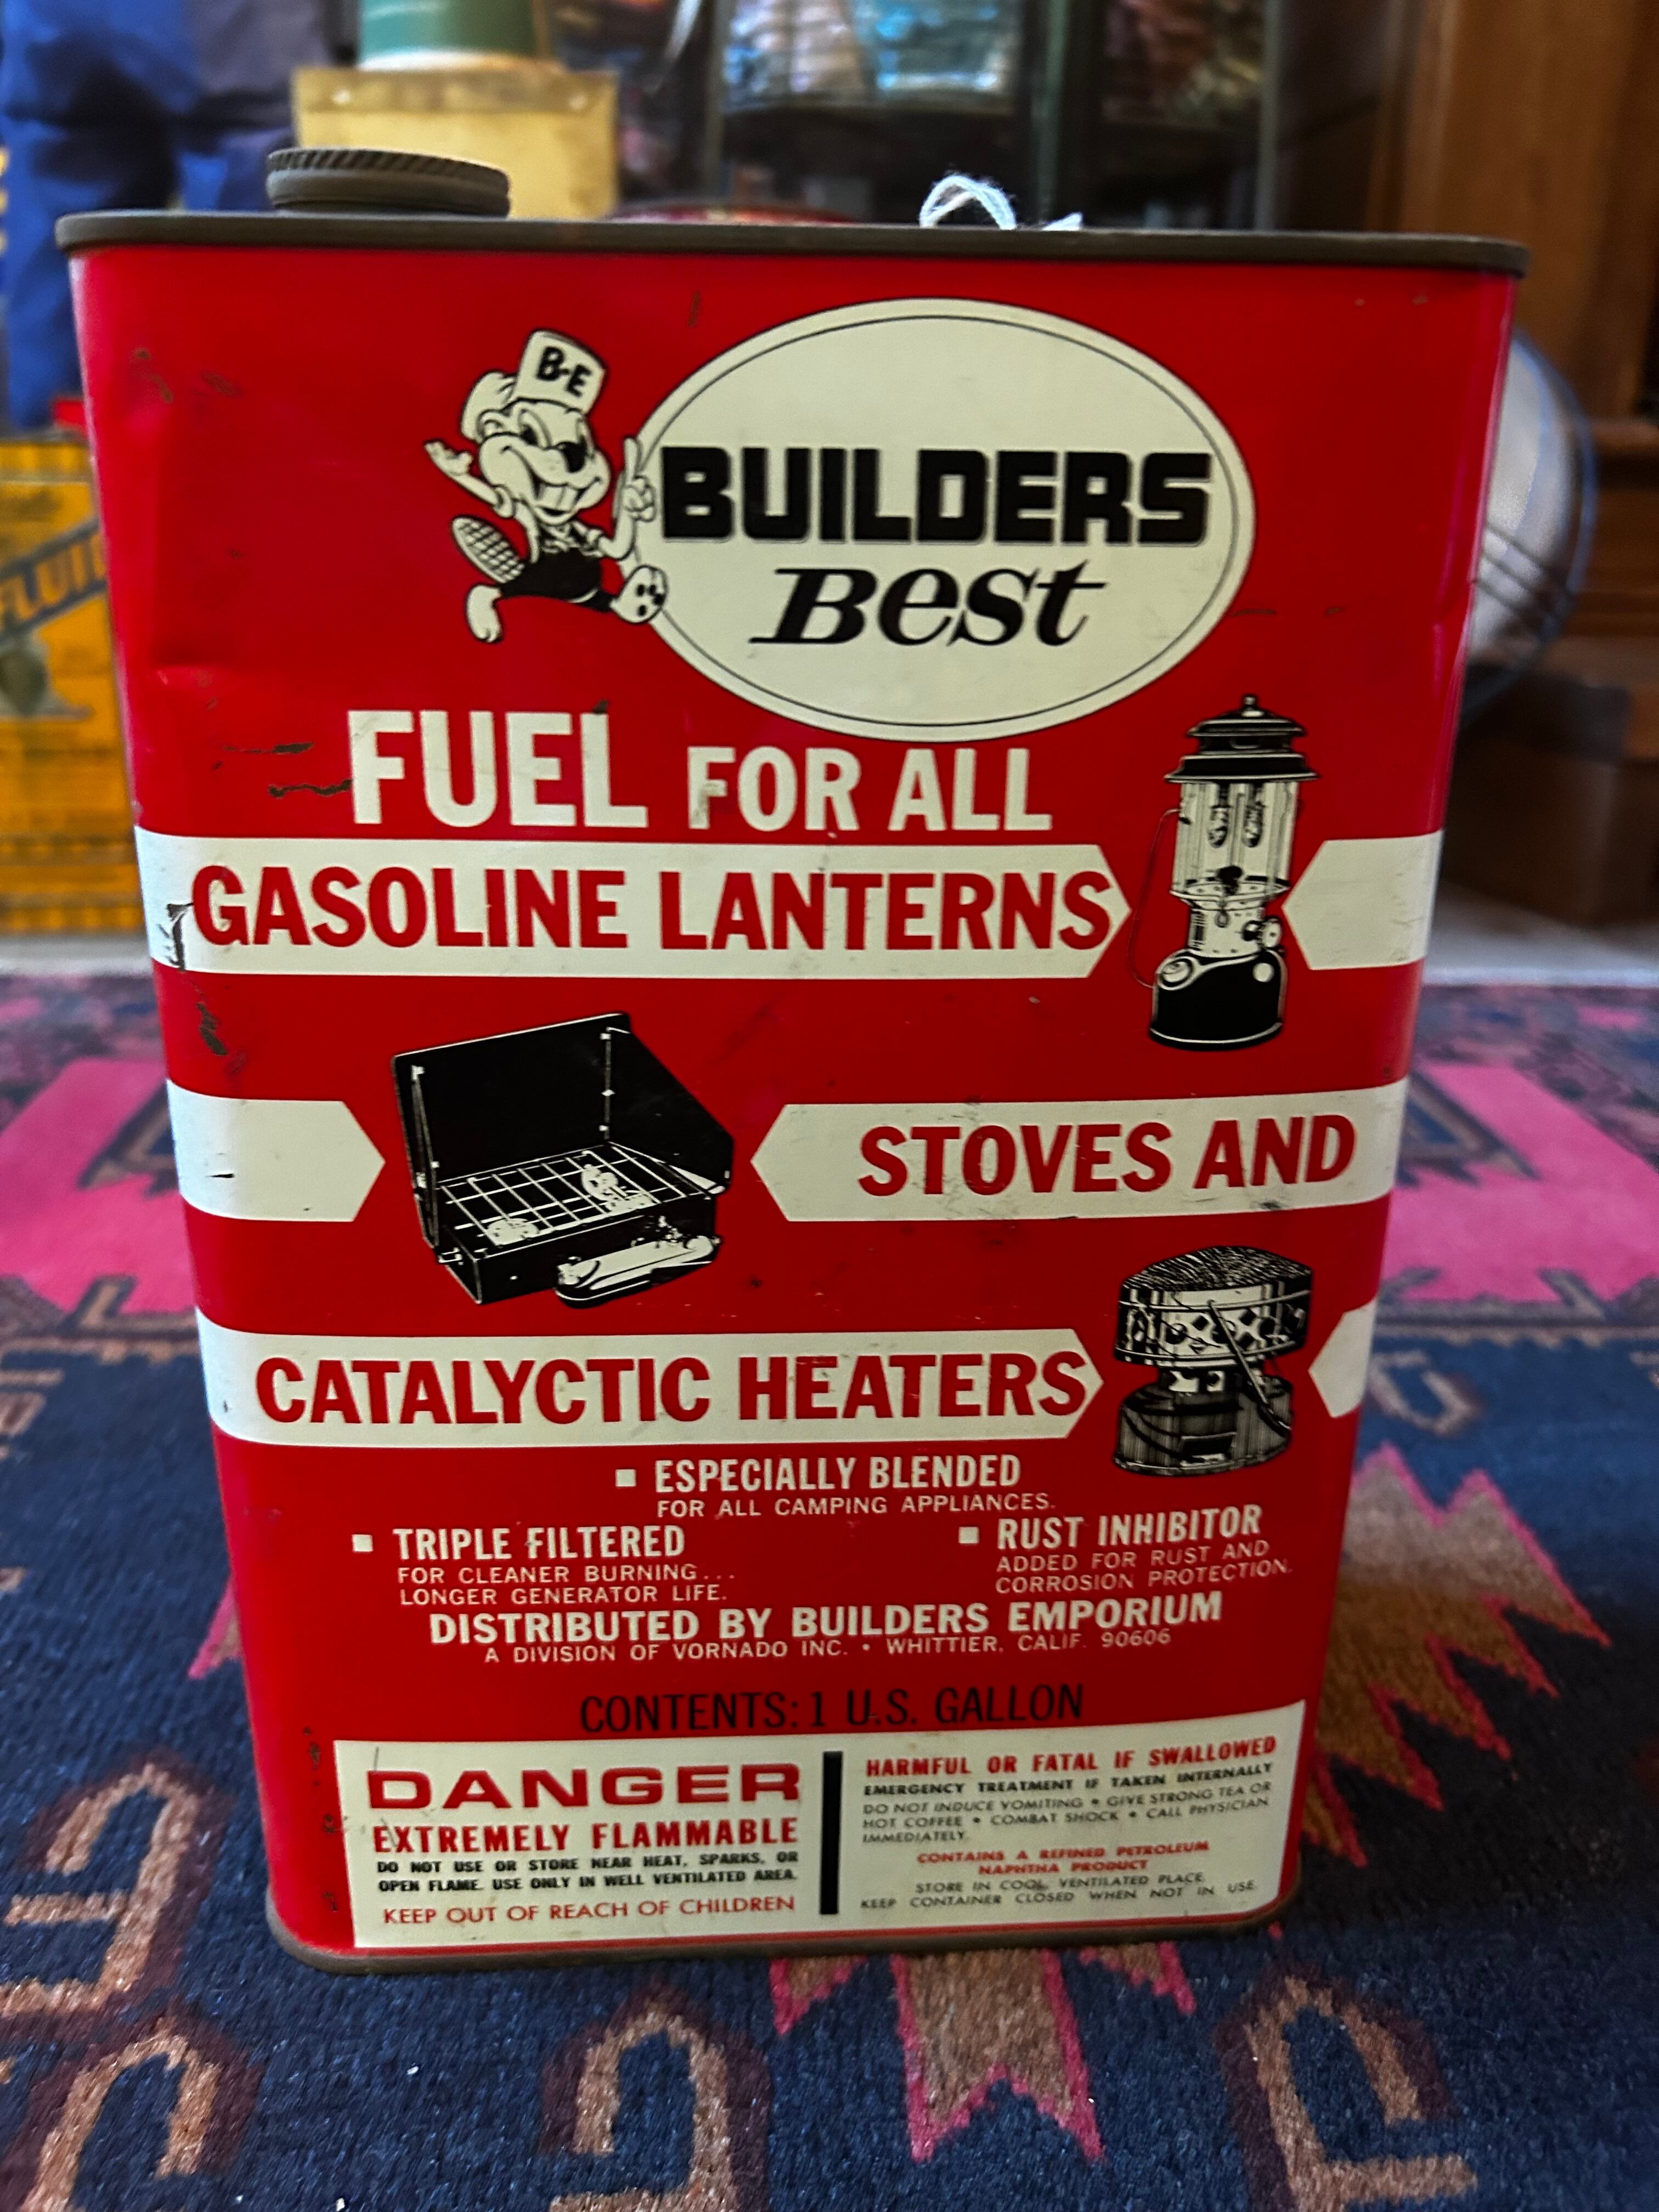 B-E
BUILDERS
Best
FUEL FOR ALL
GASOLINE LANTERNS
STOVES AND
CATALYCTIC HEATERS
▪ ESPECIALLY BLENDED
FOR ALL CAMPING APPLIANCES.
▪ TRIPLE FILTERED
FOR CLEANER BURNING...
LONGER GENERATOR LIFE.
▪ RUST INHIBITOR
ADDED FOR RUST AND
CORROSION PROTECTION.
DISTRIBUTED BY BUILDERS EMPORIUM
A DIVISION OF VORNADO INC. • WHITTIER, CALIF. 90606
CONTENTS: 1 U.S. GALLON
DANGER
EXTREMELY FLAMMABLE
DO NOT USE OR STORE NEAR HEAT, SPARKS, OR
OPEN FLAME. USE ONLY IN WELL VENTILATED AREA.
KEEP OUT OF REACH OF CHILDREN
HARMFUL OR FATAL IF SWALLOWED
EMERGENCY TREATMENT IF TAKEN INTERNALLY
DO NOT INDUCE VOMITING • GIVE STRONG TEA OR
HOT COFFEE • COMBAT SHOCK • CALL PHYSICIAN
IMMEDIATELY.
CONTAINS A REFINED PETROLEUM
NAPHTHA PRODUCT
STORE IN COOL, VENTILATED PLACE.
KEEP CONTAINER CLOSED WHEN NOT IN USE.
FLUID